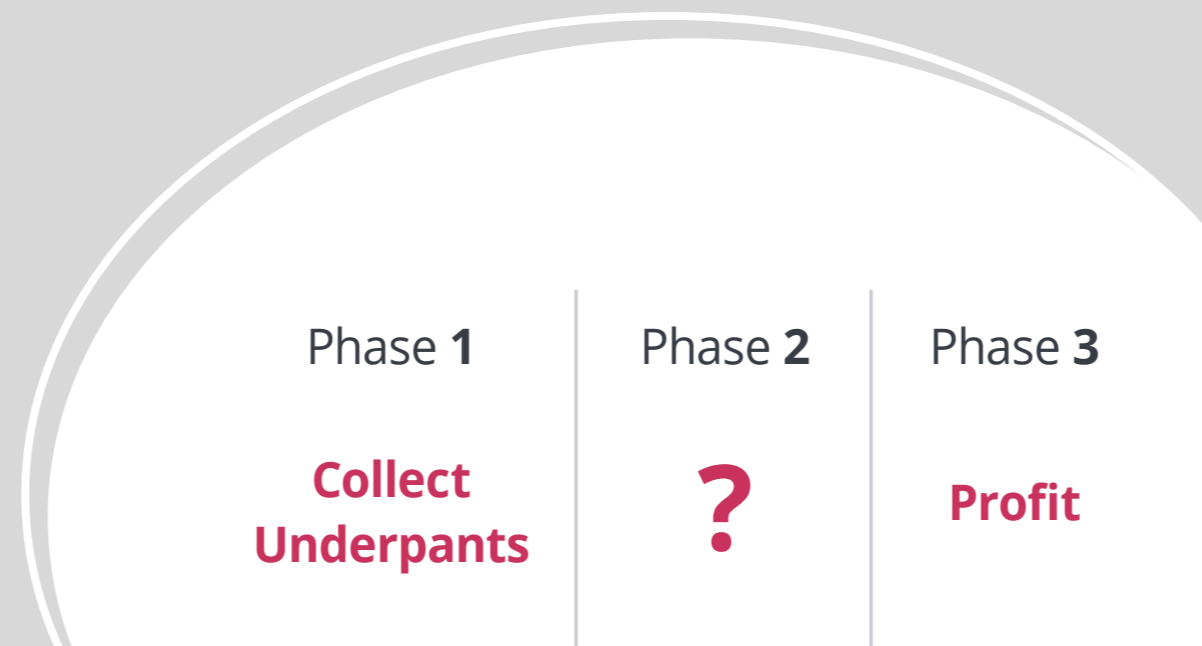 Phase 1
Phase 2
Phase 3
Collect
Underpants
?
Profit